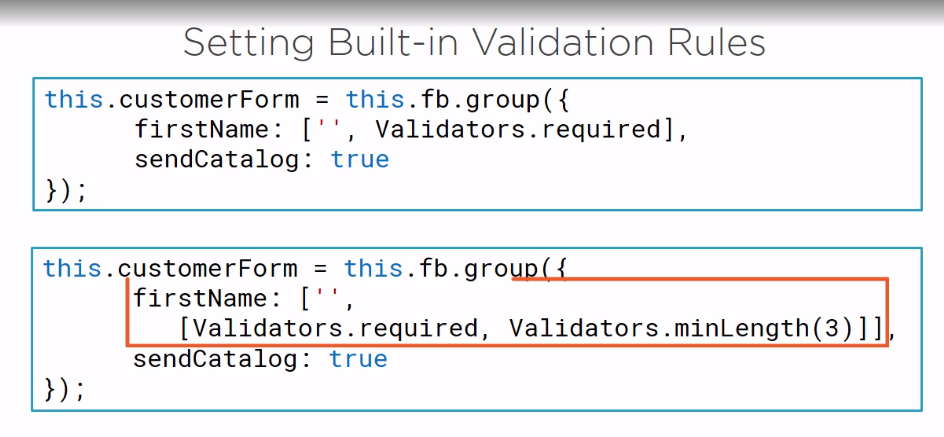 Setting Built-in Validation Rules
this.customerForm = this.fb.group({
firstName: ['', Validators.required],
sendCatalog: true
});
this.customerForm = this.fb.group({
firstName: ['',
[Validators.required, Validators.minLength(3)]],
sendCatalog: true
});